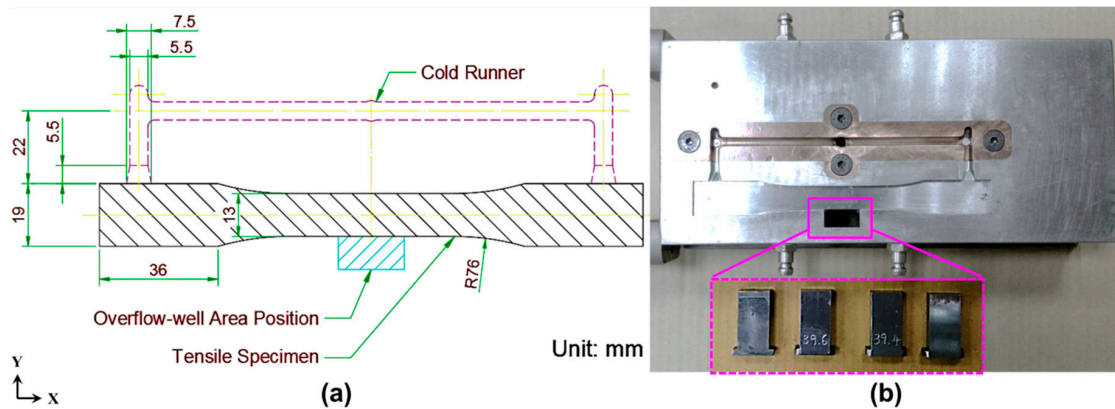 7.5
5.5
Cold Runner
22
5.5
19
13
36
R76
Overflow-well Area Position
Tensile Specimen
Unit: mm
Y
X
(a)
39.6
39.4
(b)